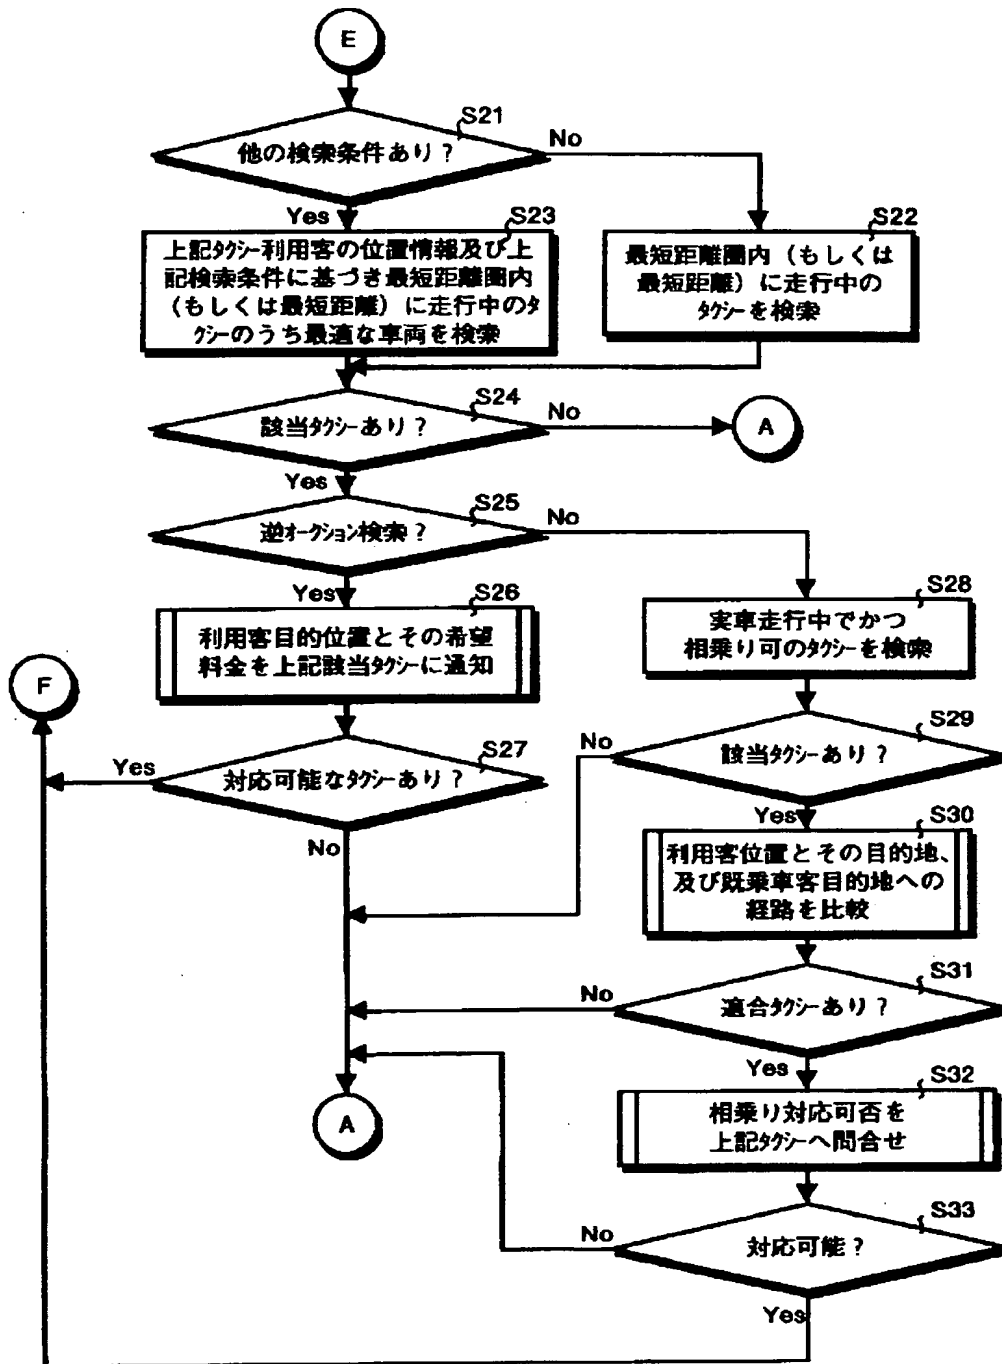 E
S21
他の検索条件あり？
No
Yes
S23
上記ﾀｸｼｰ利用客の位置情報及び上
記検索条件に基づき最短距離圏内
（もしくは最短距離）に走行中のﾀ
ｸｼｰのうち最適な車両を検索
S22
最短距離圏内（もしくは
最短距離）に走行中の
ﾀｸｼｰを検索
S24
該当ﾀｸｼｰあり？
No
A
Yes
S25
逆ｵｰｸｼｮﾝ検索？
No
Yes
S26
利用客目的位置とその希望
料金を上記該当ﾀｸｼｰに通知
S28
実車走行中でかつ
相乗り可のﾀｸｼｰを検索
F
S27
対応可能なﾀｸｼｰあり？
Yes
No
S29
該当ﾀｸｼｰあり？
No
Yes
S30
利用客位置とその目的地、
及び既乗車客目的地への
経路を比較
S31
適合ﾀｸｼｰあり？
No
Yes
A
S32
相乗り対応可否を
上記ﾀｸｼｰへ問合せ
S33
対応可能？
No
Yes